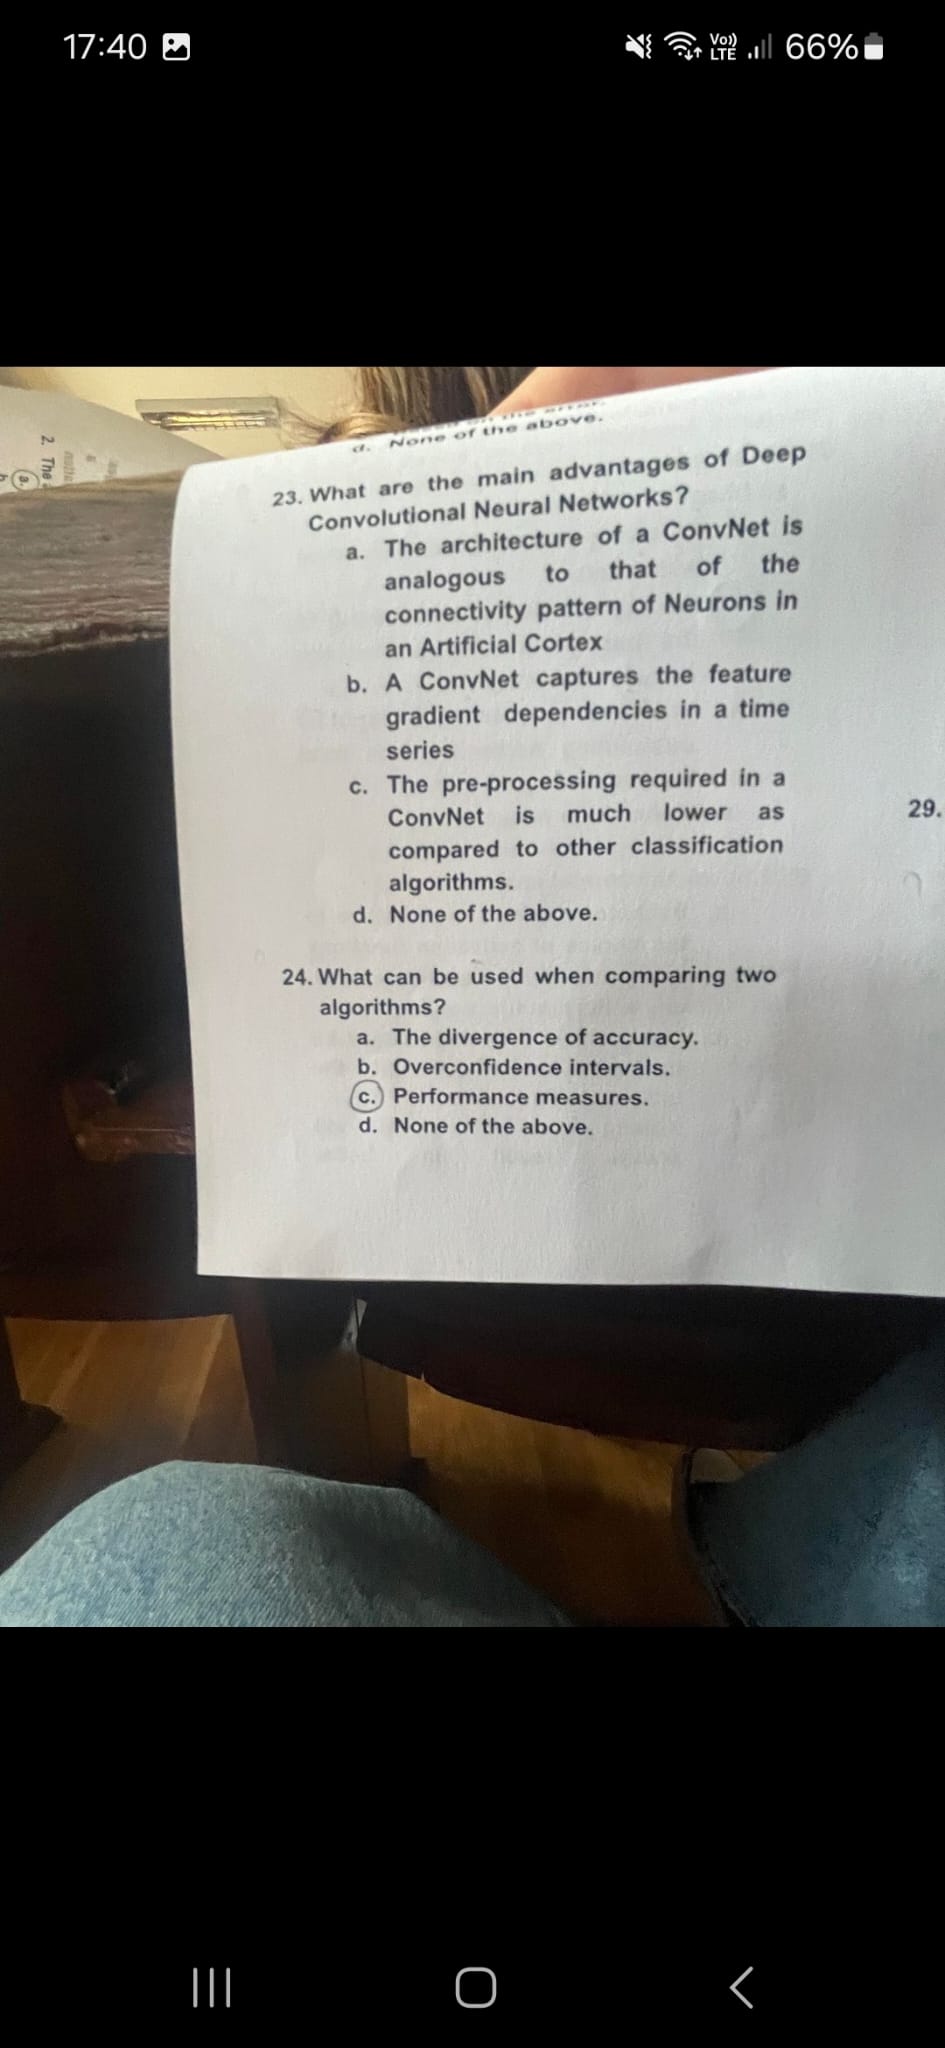 17:40
Vo))
LTE
66%
2. The
a.
d. None of the above.
23. What are the main advantages of Deep
Convolutional Neural Networks?
a. The architecture of a ConvNet is
analogous to that of the
connectivity pattern of Neurons in
an Artificial Cortex
b. A ConvNet captures the feature
gradient dependencies in a time
series
c. The pre-processing required in a
ConvNet is much lower as
compared to other classification
algorithms.
d. None of the above.
29.
24. What can be used when comparing two
algorithms?
a. The divergence of accuracy.
b. Overconfidence intervals.
c. Performance measures.
d. None of the above.